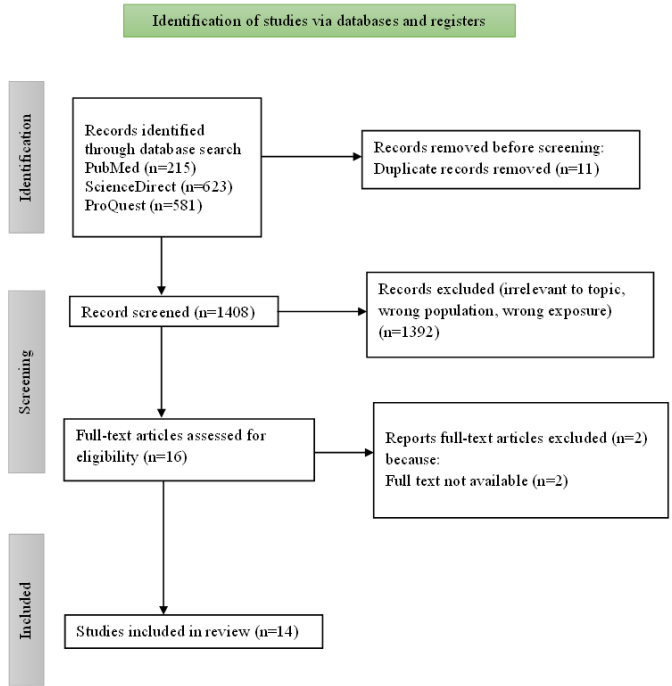 Identification of studies via databases and registers
Identification
Records identified
through database search
PubMed (n=215)
ScienceDirect (n=623)
ProQuest (n=581)
Records removed before screening:
Duplicate records removed (n=11)
Screening
Record screened (n=1408)
Records excluded (irrelevant to topic,
wrong population, wrong exposure)
(n=1392)
Full-text articles assessed for
eligibility (n=16)
Reports full-text articles excluded (n=2)
because:
Full text not available (n=2)
Included
Studies included in review (n=14)